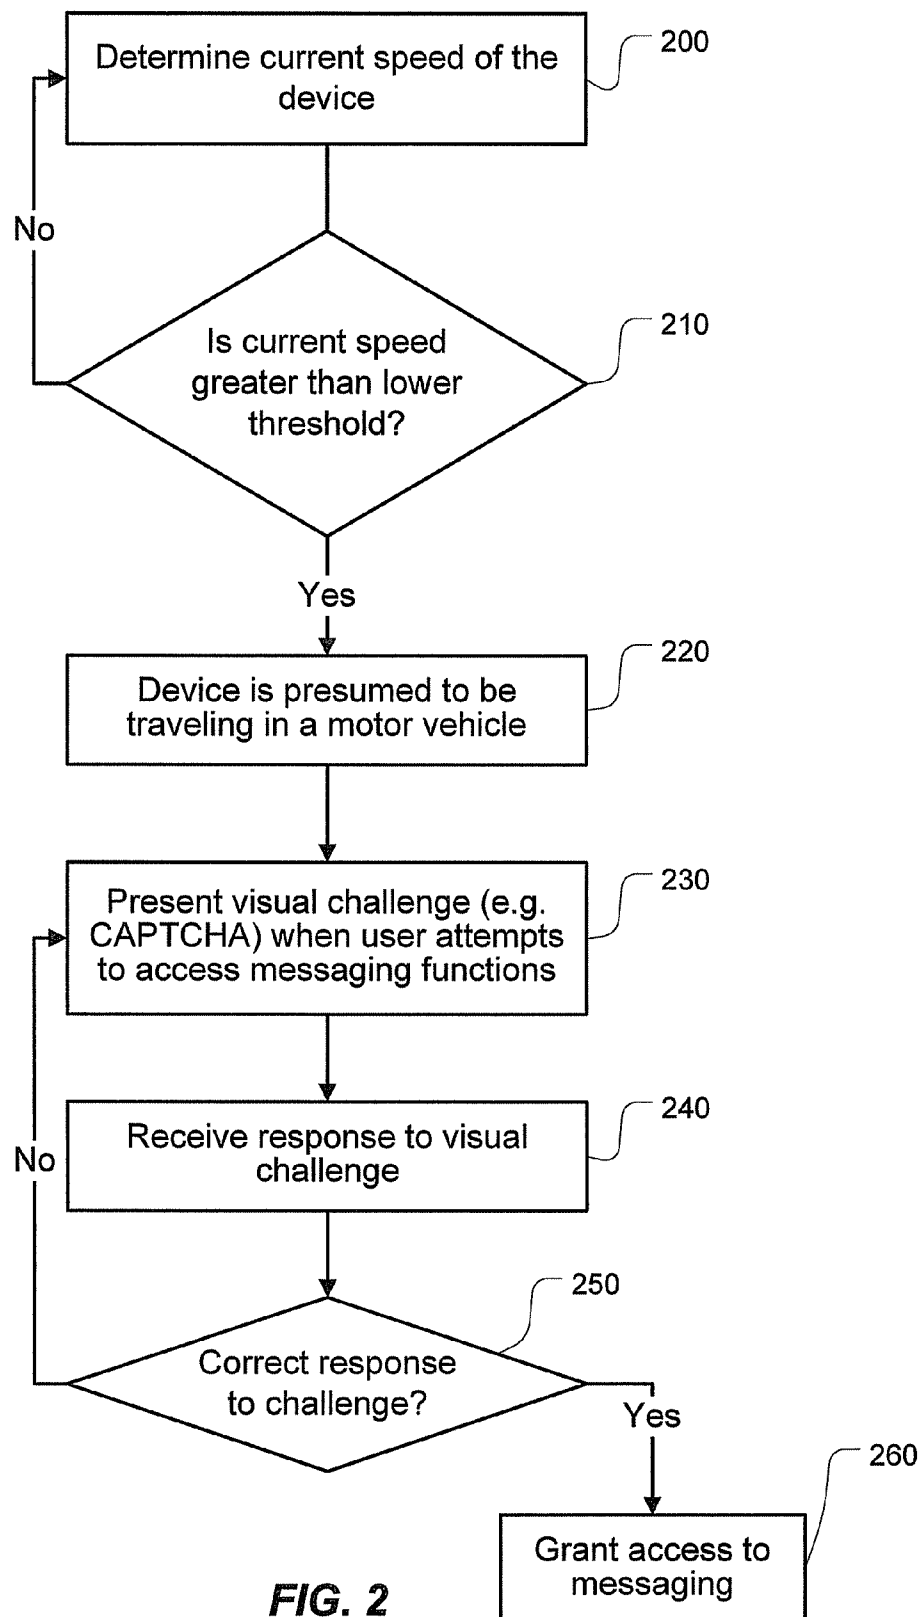 Determine current speed of the
device
200
No
Is current speed
greater than lower
threshold?
210
Yes
Device is presumed to be
traveling in a motor vehicle
220
Present visual challenge (e.g.
CAPTCHA) when user attempts
to access messaging functions
230
Receive response to visual
challenge
240
No
Correct response
to challenge?
250
Yes
Grant access to
messaging
260
FIG. 2